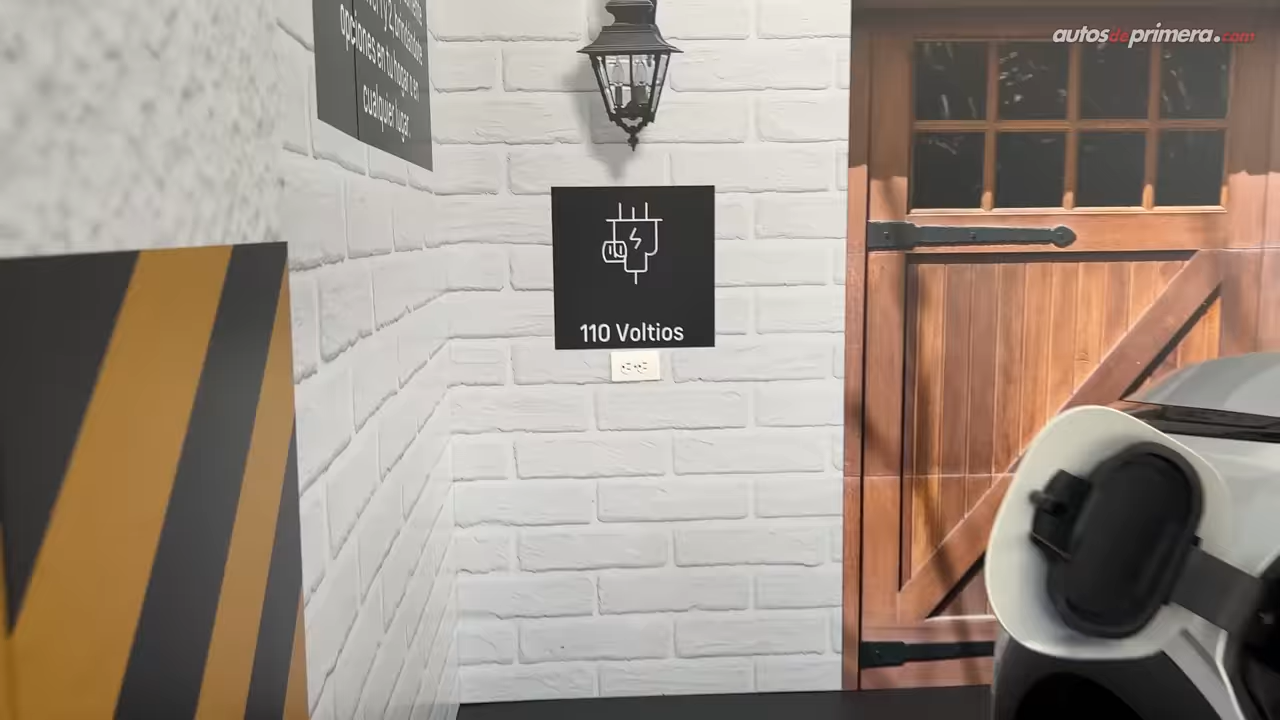 opciones en tu hogar o en
cualquier lugar.
autosdeprimera.com
110 Voltios